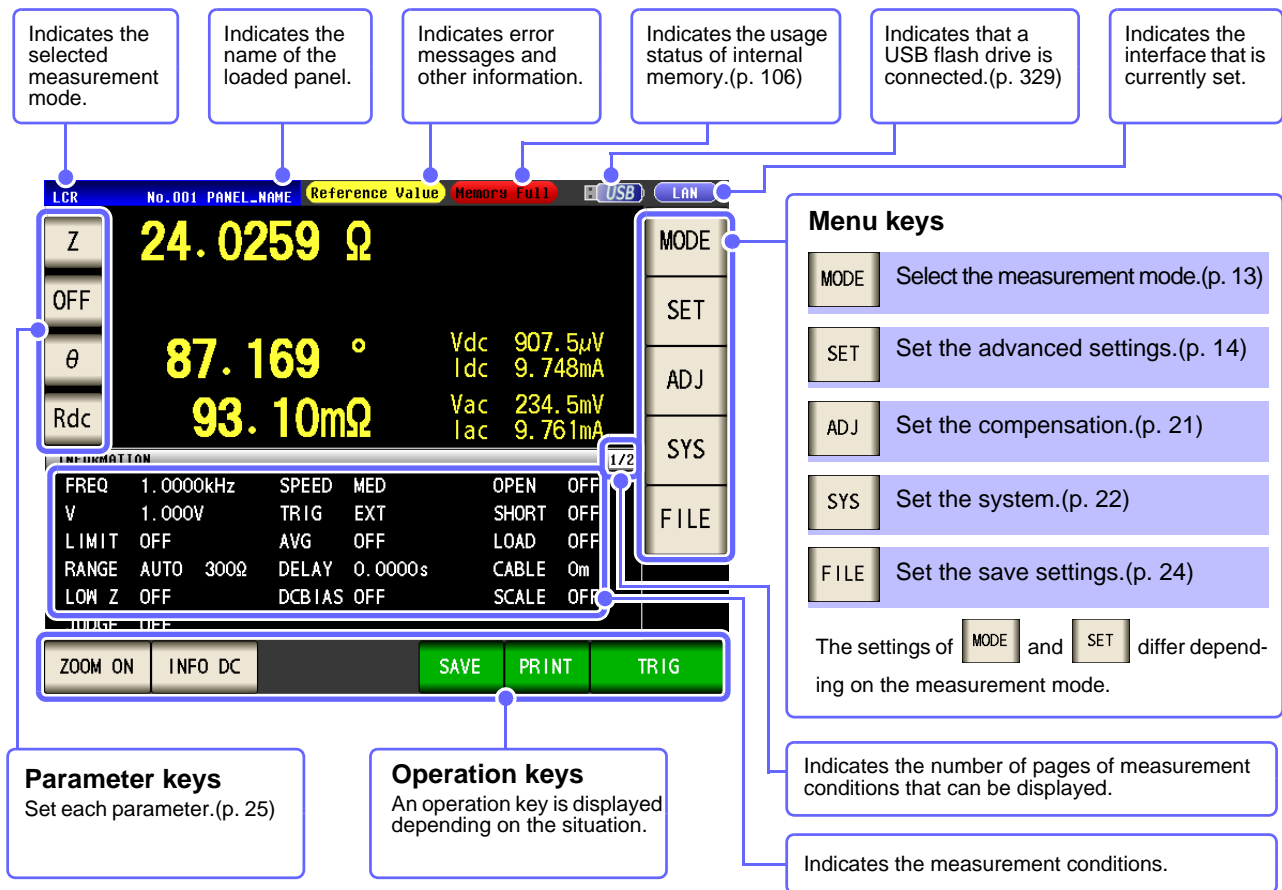 Indicates the
selected
measurement
mode.
Indicates the
name of the
loaded panel.
Indicates error
messages and
other information.
Indicates the usage
status of internal
memory.(p. 106)
Indicates that a
USB flash drive is
connected.(p. 329)
Indicates the
interface that is
currently set.
LCR No.001 PANEL_NAME Reference Value Memory Full USB LAN
Z 24.0259 Ω
OFF
θ 87.169 °
Vdc 907.5μV
Idc 9.748mA
Rdc 93.10mΩ
Vac 234.5mV
Iac 9.761mA
MODE
SET
ADJ
SYS
FILE
INFORMATION 1/2
FREQ 1.0000kHz SPEED MED OPEN OFF
V 1.000V TRIG EXT SHORT OFF
LIMIT OFF AVG OFF LOAD OFF
RANGE AUTO 300Ω DELAY 0.0000s CABLE 0m
LOW Z OFF DCBIAS OFF SCALE OFF
JUDGE OFF
ZOOM ON INFO DC SAVE PRINT TRIG
Menu keys
MODE Select the measurement mode.(p. 13)
SET Set the advanced settings.(p. 14)
ADJ Set the compensation.(p. 21)
SYS Set the system.(p. 22)
FILE Set the save settings.(p. 24)
The settings of MODE and SET differ depend-
ing on the measurement mode.
Parameter keys
Set each parameter.(p. 25)
Operation keys
An operation key is displayed
depending on the situation.
Indicates the number of pages of measurement
conditions that can be displayed.
Indicates the measurement conditions.